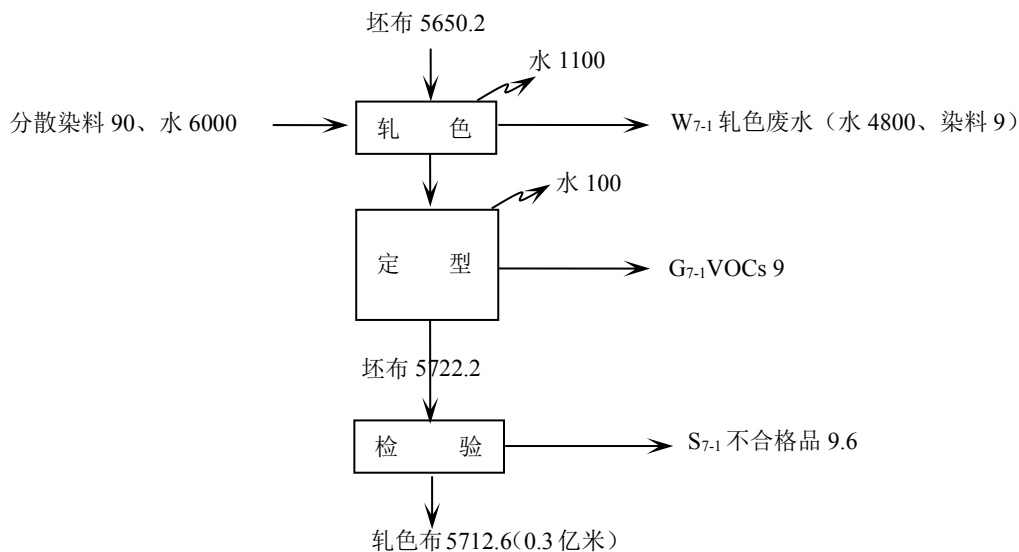 坯布 5650.2
水 1100
分散染料 90、水 6000
轧 色
W7-1 轧色废水（水 4800、染料 9）
水 100
定 型
G7-1VOCs 9
坯布 5722.2
检 验
S7-1 不合格品 9.6
轧色布 5712.6（0.3 亿米）